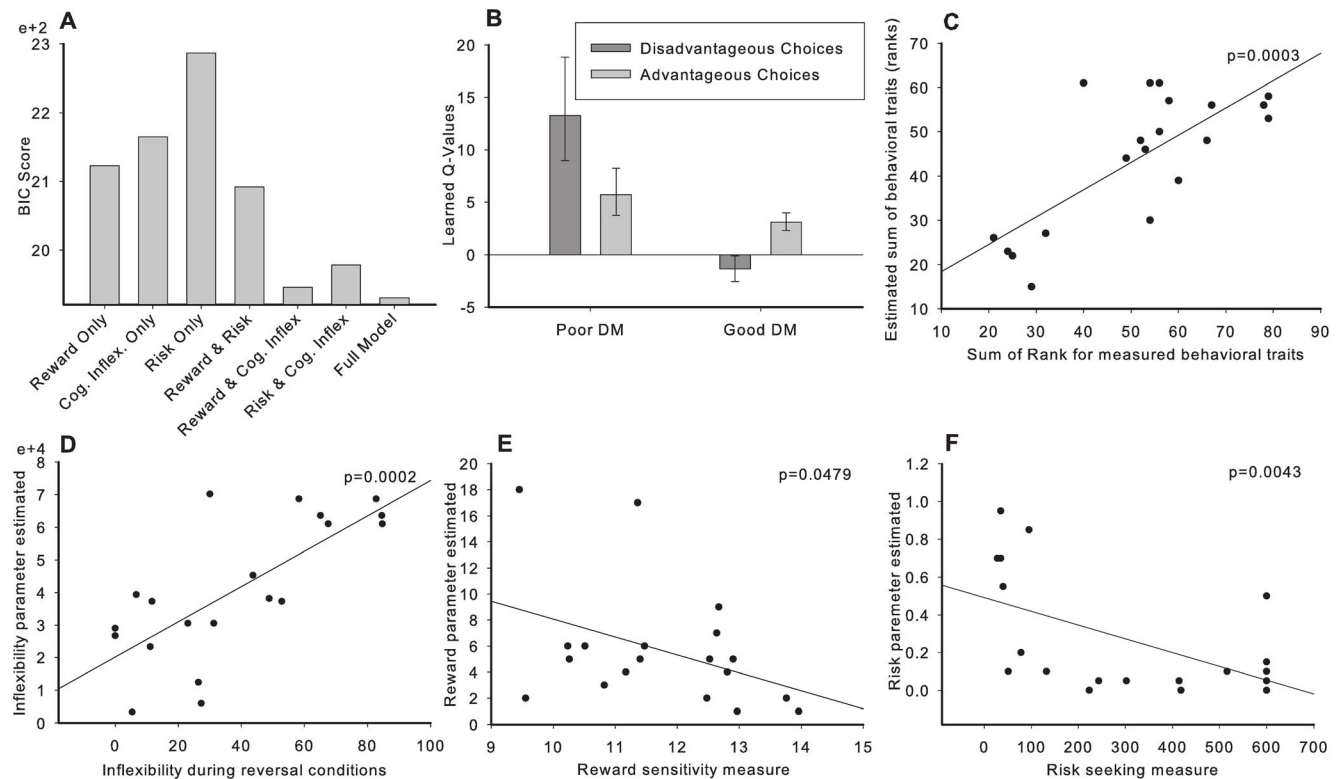 A
e+2
23
22
21
20
BIC Score
Reward Only
Cog. Inflex. Only
Risk Only
Reward & Risk
Reward & Cog. Inflex
Risk & Cog. Inflex
Full Model
B
Disadvantageous Choices
Advantageous Choices
20
15
10
5
0
-5
Learned Q-Values
Poor DM
Good DM
C
p=0.0003
70
60
50
40
30
20
10
Estimated sum of behavioral traits (ranks)
10 20 30 40 50 60 70 80 90
Sum of Rank for measured behavioral traits
D
e+4
p=0.0002
8
7
6
5
4
3
2
1
0
Inflexibility parameter estimated
0 20 40 60 80 100
Inflexibility during reversal conditions
E
p=0.0479
20
18
16
14
12
10
8
6
4
2
0
Reward parameter estimated
9 10 11 12 13 14 15
Reward sensitivity measure
F
p=0.0043
1.2
1.0
0.8
0.6
0.4
0.2
0.0
Risk paremeter estimated
0 100 200 300 400 500 600 700
Risk seeking measure